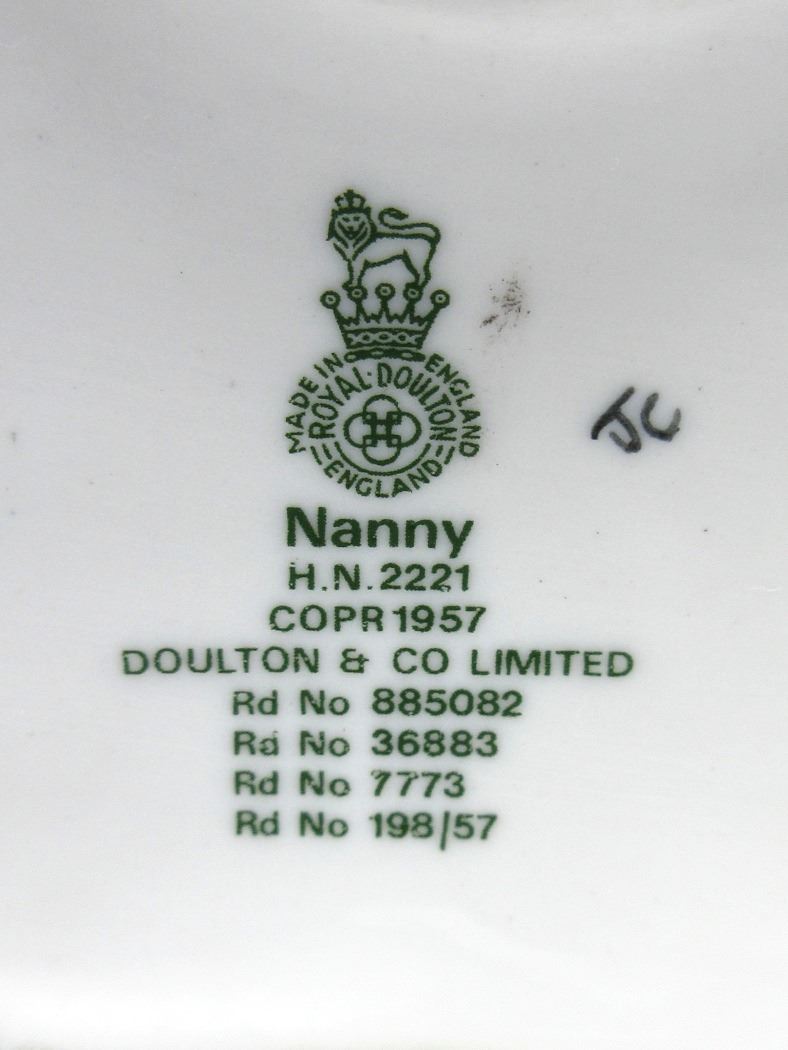 MADE IN ENGLAND
ROYAL·DOULTON
ENGLAND
JC
Nanny
H.N.2221
COPR 1957
DOULTON & CO LIMITED
Rd No 885082
Rd No 36883
Rd No 7773
Rd No 198/57